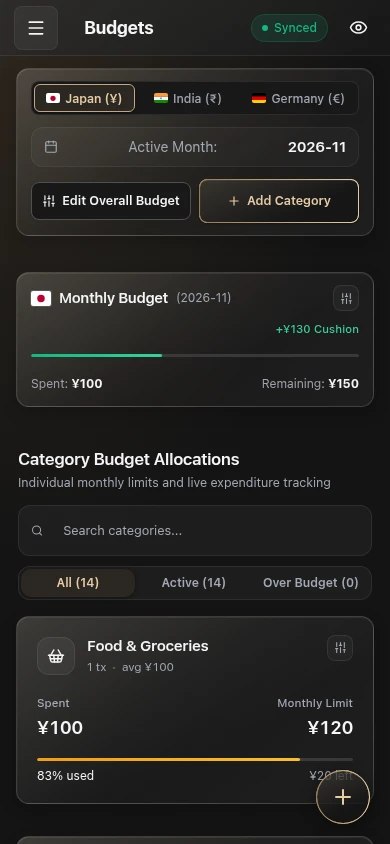 Budgets
Synced
Japan (¥)
India (₹)
Germany (€)
Active Month:
2026-11
Edit Overall Budget
+ Add Category
Monthly Budget (2026-11)
+¥130 Cushion
Spent: ¥100
Remaining: ¥150
Category Budget Allocations
Individual monthly limits and live expenditure tracking
Search categories...
All (14)
Active (14)
Over Budget (0)
Food & Groceries
1 tx · avg ¥100
Spent
Monthly Limit
¥100
¥120
83% used
¥20 left
+